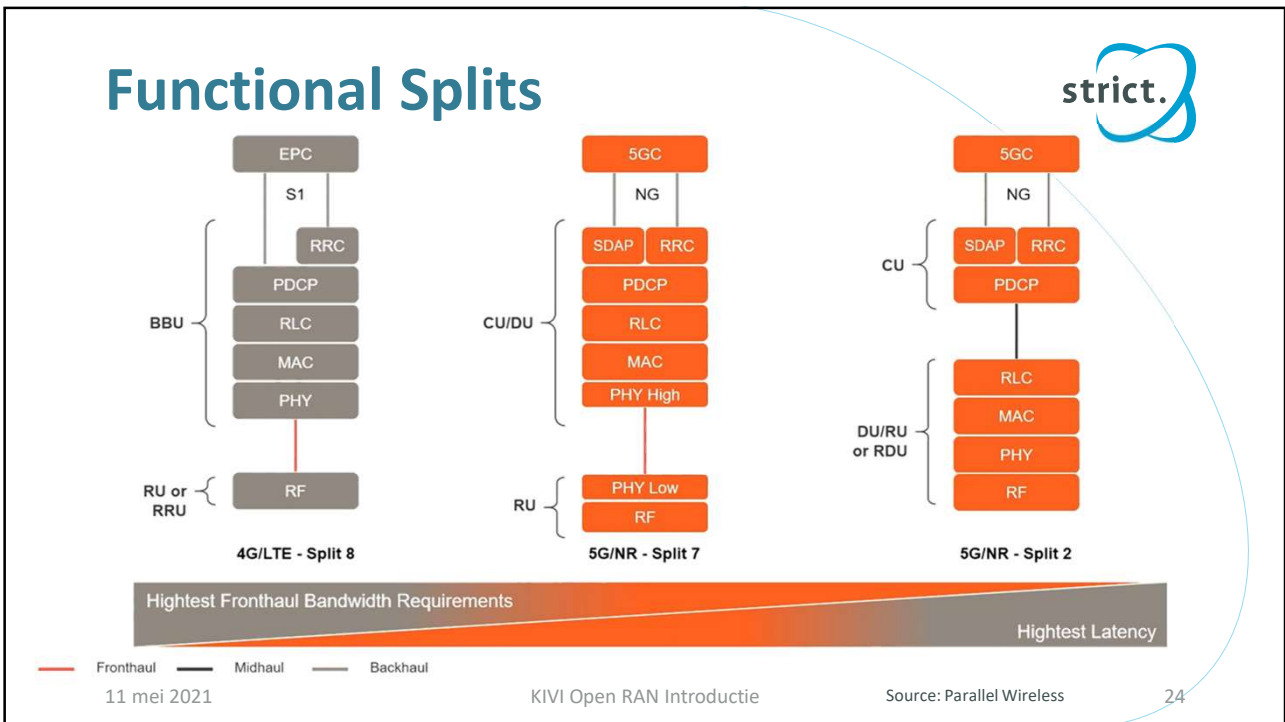 Functional Splits
strict.
EPC
S1
RRC
PDCP
RLC
MAC
PHY
BBU
RF
RU or
RRU
4G/LTE - Split 8
5GC
NG
SDAP RRC
PDCP
RLC
MAC
PHY High
CU/DU
PHY Low
RF
RU
5G/NR - Split 7
5GC
NG
SDAP RRC
PDCP
CU
RLC
MAC
PHY
RF
DU/RU
or RDU
5G/NR - Split 2
Hightest Fronthaul Bandwidth Requirements
Hightest Latency
Fronthaul Midhaul Backhaul
11 mei 2021 KIVI Open RAN Introductie Source: Parallel Wireless 24